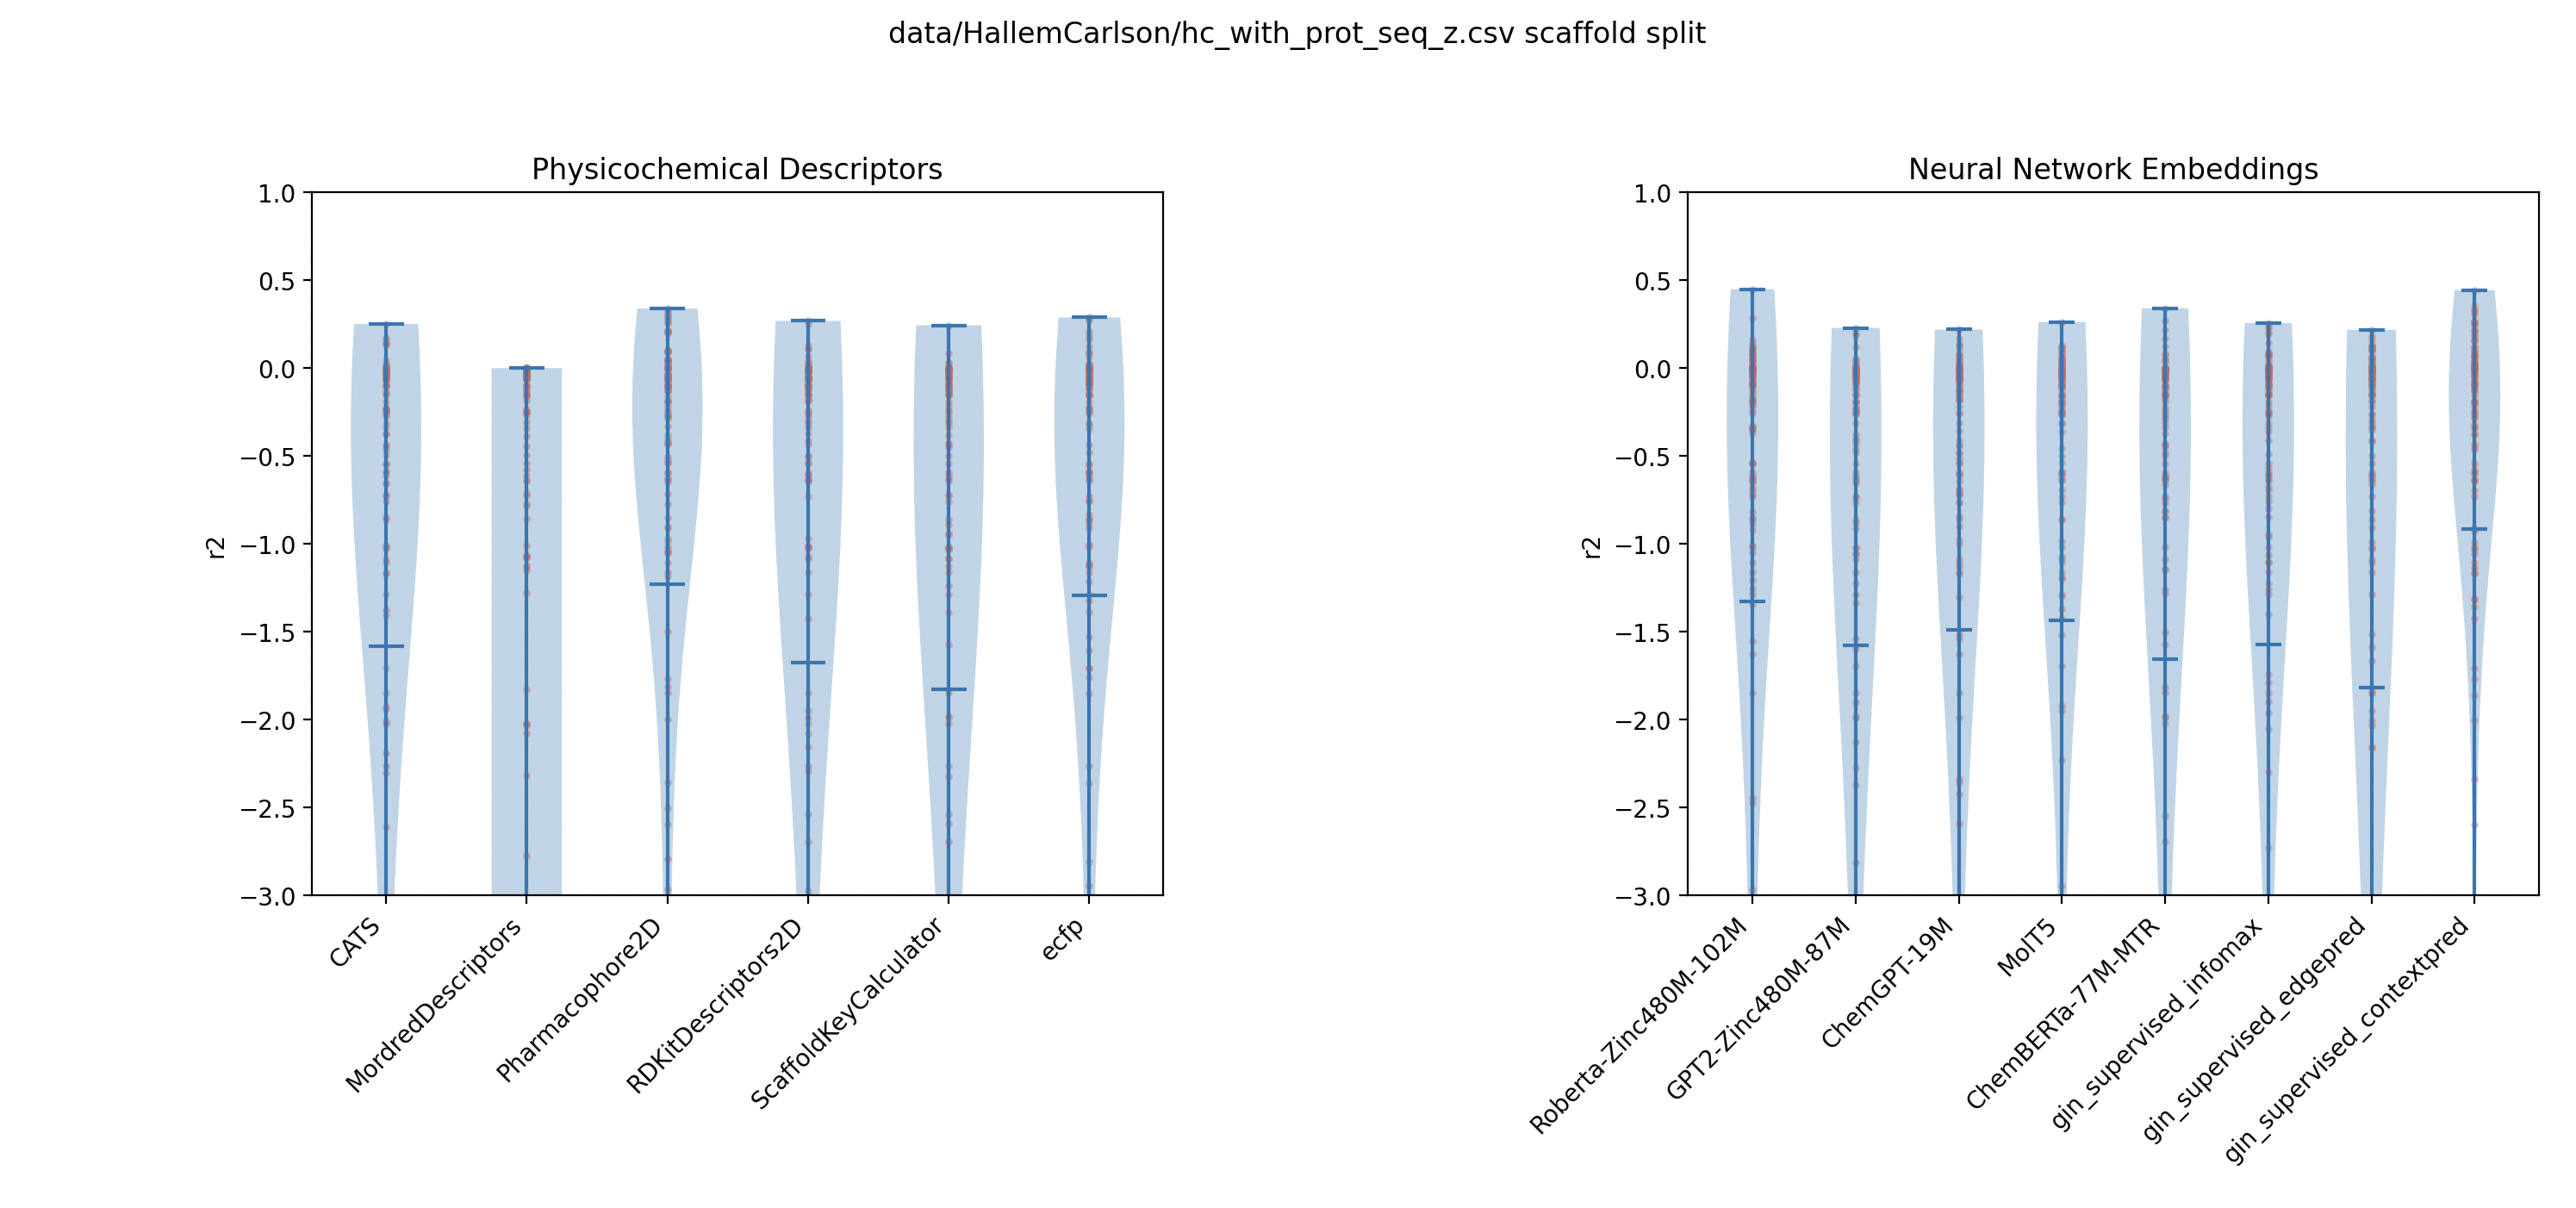 data/HallemCarlson/hc_with_prot_seq_z.csv scaffold split
Physicochemical Descriptors
1.0
0.5
0.0
−0.5
−1.0
−1.5
−2.0
−2.5
−3.0
r2
CATS
MordredDescriptors
Pharmacophore2D
RDKitDescriptors2D
ScaffoldKeyCalculator
ecfp
Neural Network Embeddings
1.0
0.5
0.0
−0.5
−1.0
−1.5
−2.0
−2.5
−3.0
r2
Roberta-Zinc480M-102M
GPT2-Zinc480M-87M
ChemGPT-19M
MolT5
ChemBERTa-77M-MTR
gin_supervised_infomax
gin_supervised_edgepred
gin_supervised_contextpred